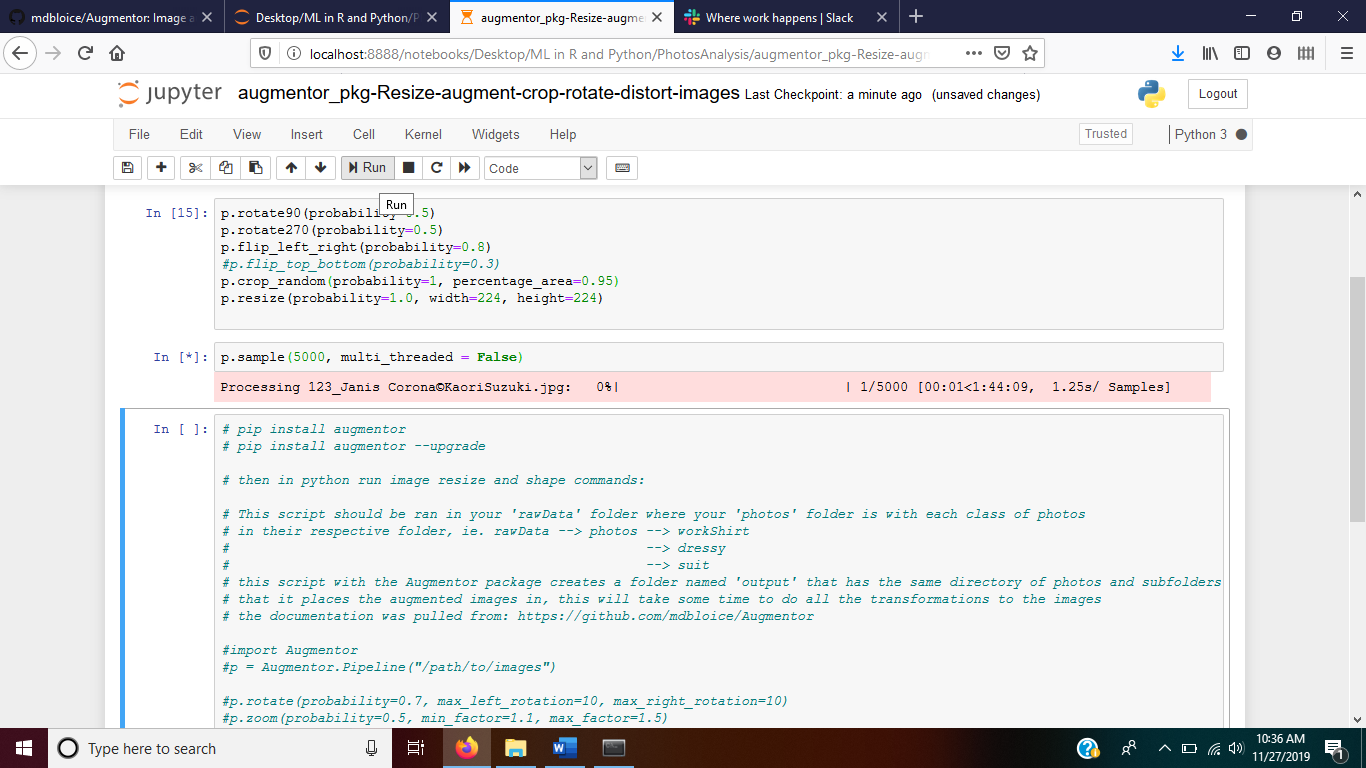 mdbloice/Augmentor: Image a
Desktop/ML in R and Python/P
augmentor_pkg-Resize-augme
Where work happens | Slack
localhost:8888/notebooks/Desktop/ML in R and Python/PhotosAnalysis/augmentor_pkg-Resize-aug
jupyter augmentor_pkg-Resize-augment-crop-rotate-distort-images Last Checkpoint: a minute ago (unsaved changes)
Logout
File Edit View Insert Cell Kernel Widgets Help
Trusted
Python 3
Run
Code
Run
In [15]: p.rotate90(probability=0.5)
p.rotate270(probability=0.5)
p.flip_left_right(probability=0.8)
#p.flip_top_bottom(probability=0.3)
p.crop_random(probability=1, percentage_area=0.95)
p.resize(probability=1.0, width=224, height=224)
In [*]: p.sample(5000, multi_threaded = False)
Processing 123_Janis Corona©KaoriSuzuki.jpg: 0%| | 1/5000 [00:01<1:44:09, 1.25s/ Samples]
In [ ]: # pip install augmentor
# pip install augmentor --upgrade
# then in python run image resize and shape commands:
# This script should be ran in your 'rawData' folder where your 'photos' folder is with each class of photos
# in their respective folder, ie. rawData --> photos --> workShirt
# --> dressy
# --> suit
# this script with the Augmentor package creates a folder named 'output' that has the same directory of photos and subfolders
# that it places the augmented images in, this will take some time to do all the transformations to the images
# the documentation was pulled from: https://github.com/mdbloice/Augmentor
#import Augmentor
#p = Augmentor.Pipeline("/path/to/images")
#p.rotate(probability=0.7, max_left_rotation=10, max_right_rotation=10)
#p.zoom(probability=0.5, min_factor=1.1, max_factor=1.5)
Type here to search
10:36 AM
11/27/2019
1